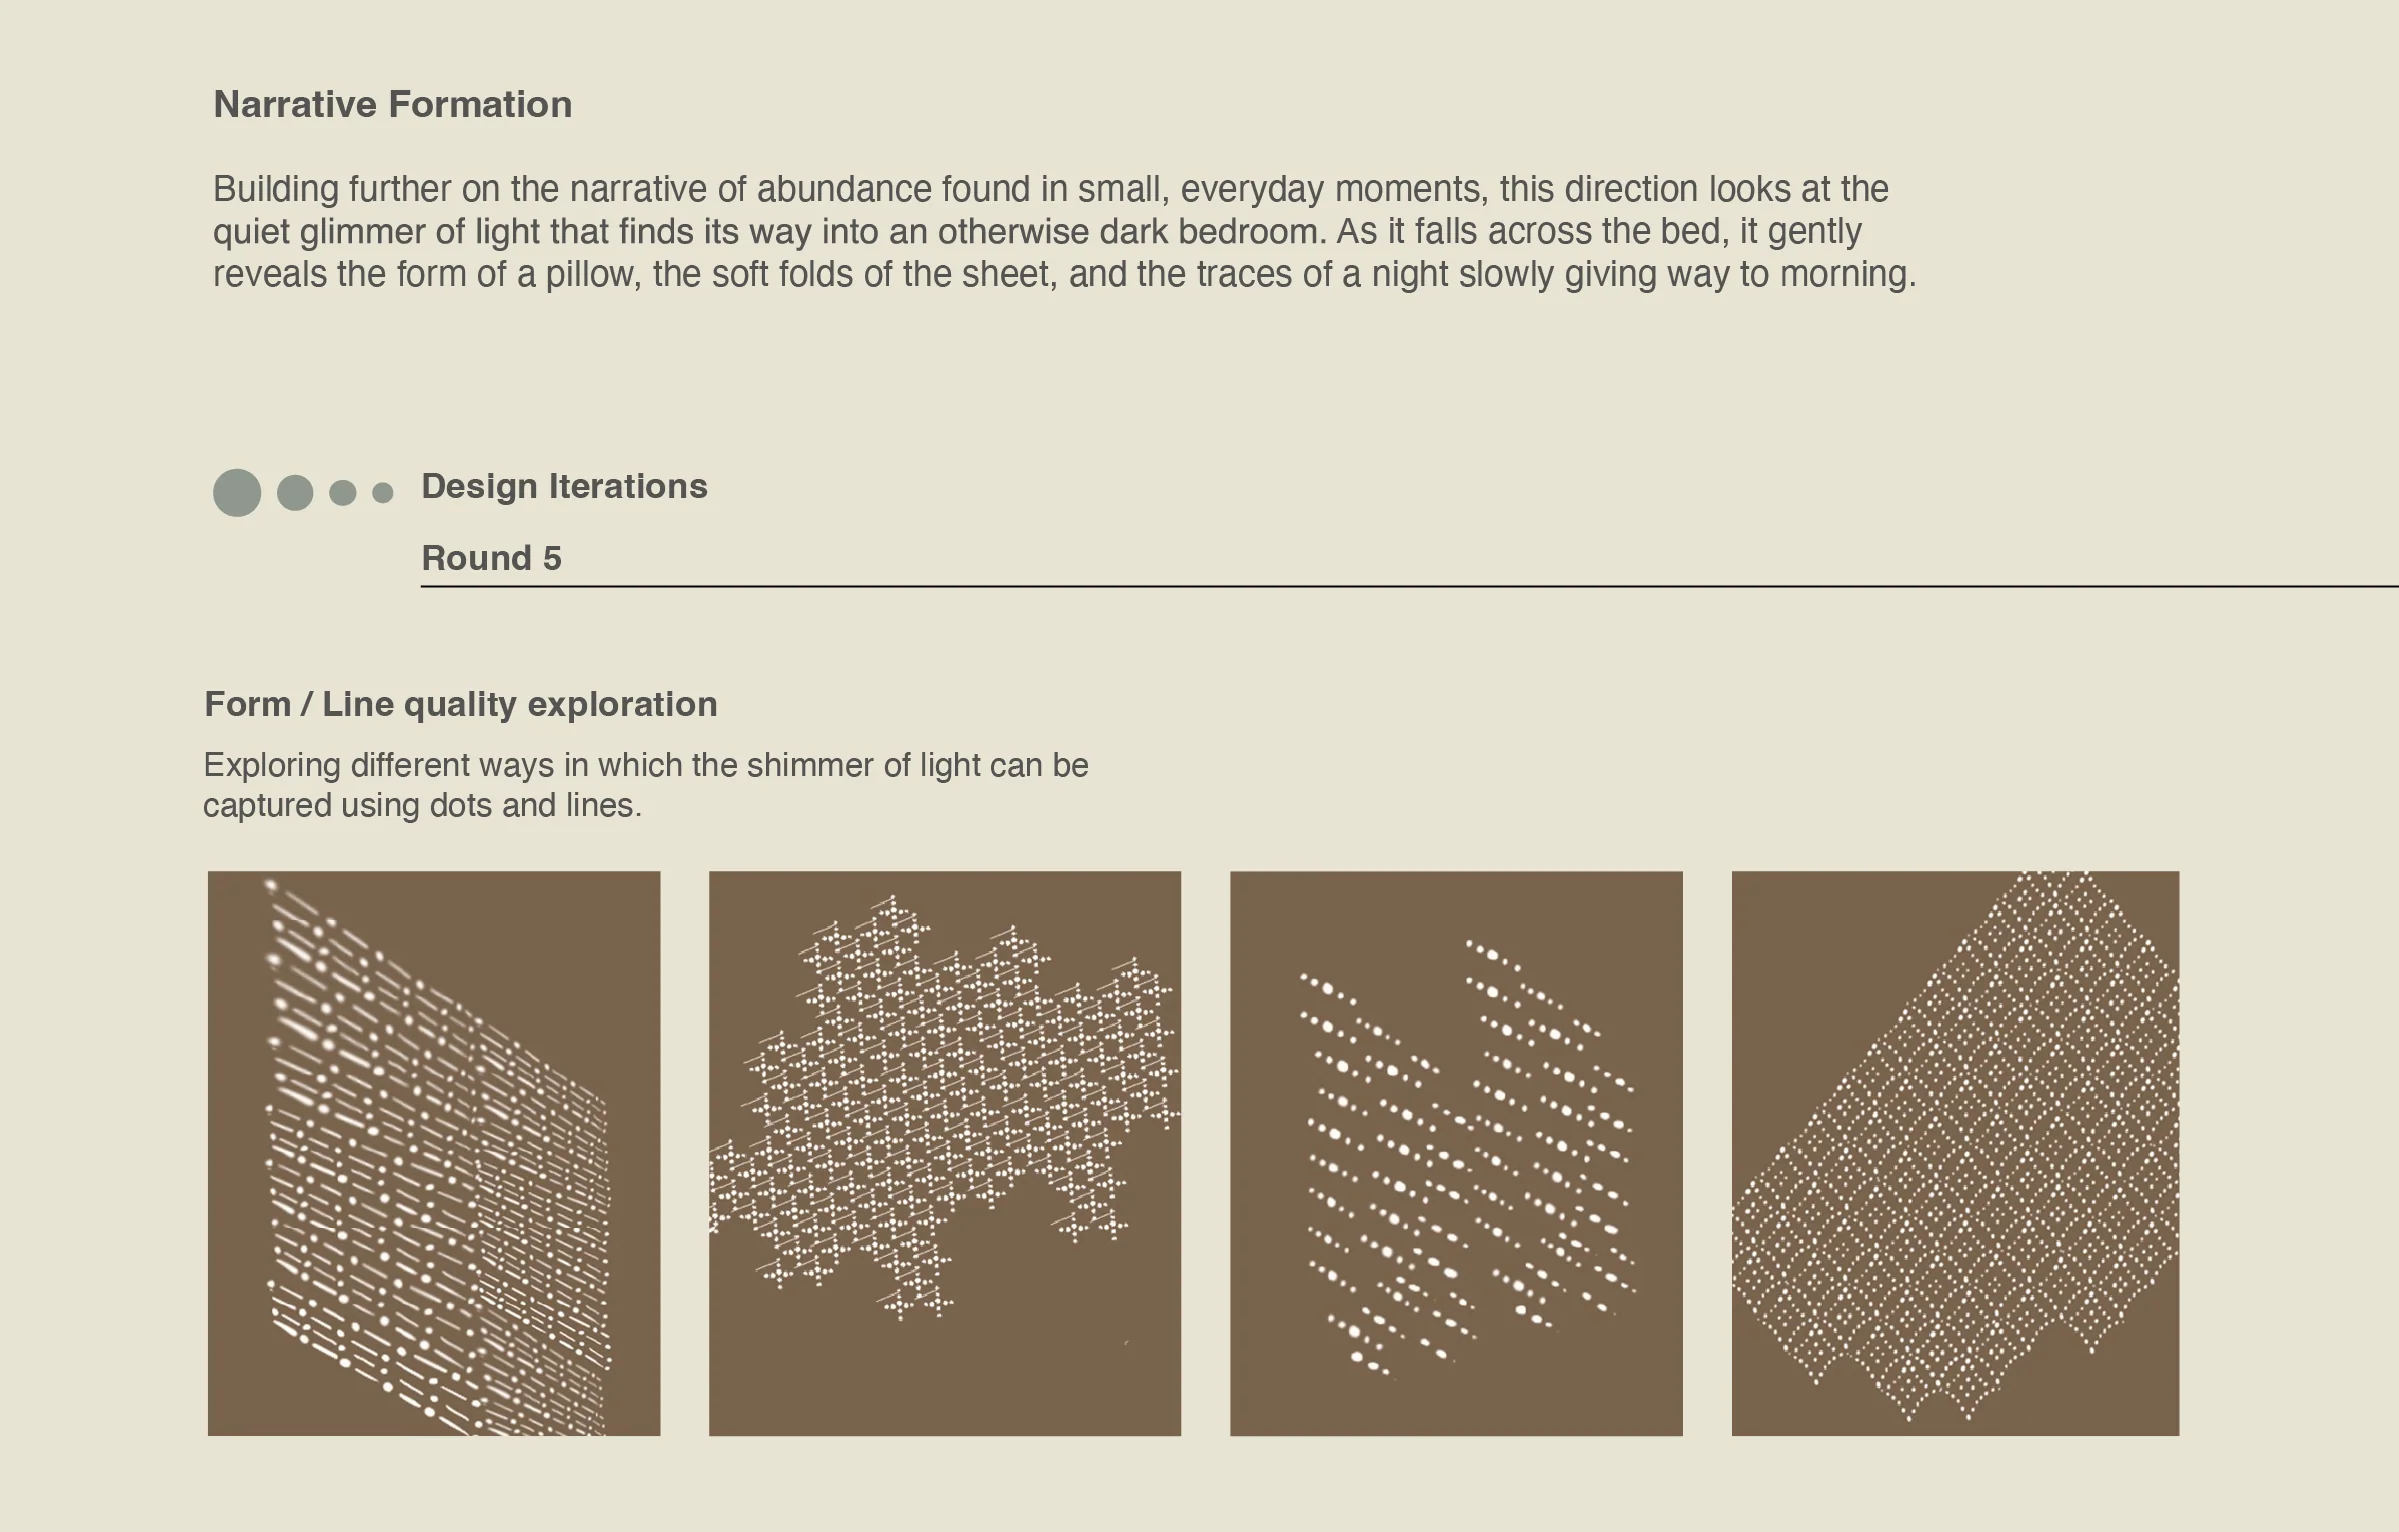 Narrative Formation
Building further on the narrative of abundance found in small, everyday moments, this direction looks at the
quiet glimmer of light that finds its way into an otherwise dark bedroom. As it falls across the bed, it gently
reveals the form of a pillow, the soft folds of the sheet, and the traces of a night slowly giving way to morning.
Design Iterations
Round 5
Form / Line quality exploration
Exploring different ways in which the shimmer of light can be
captured using dots and lines.